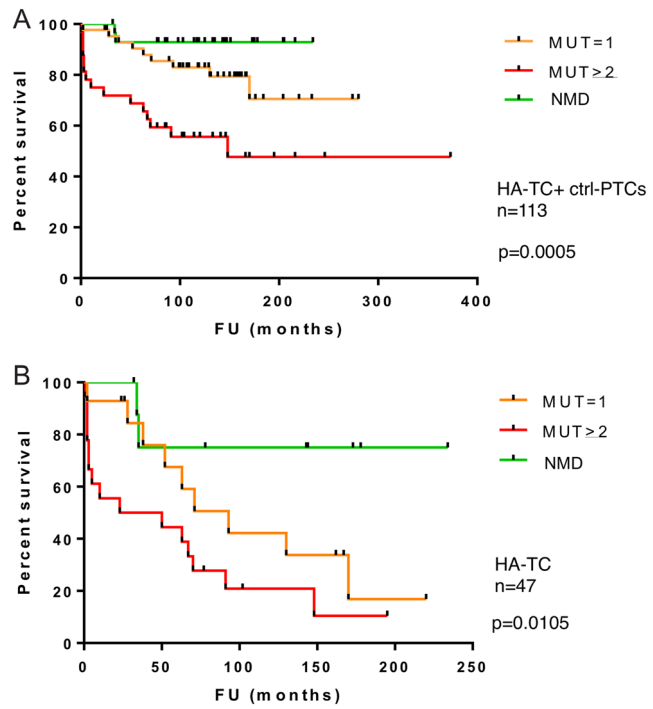 A
100
80
60
40
20
0
Percent survival
0
100
200
300
400
FU (months)
MUT=1
MUT≥2
NMD
HA-TC+ ctrl-PTCs
n=113
p=0.0005
B
100
80
60
40
20
0
Percent survival
0
50
100
150
200
250
FU (months)
MUT=1
MUT≥2
NMD
HA-TC
n=47
p=0.0105